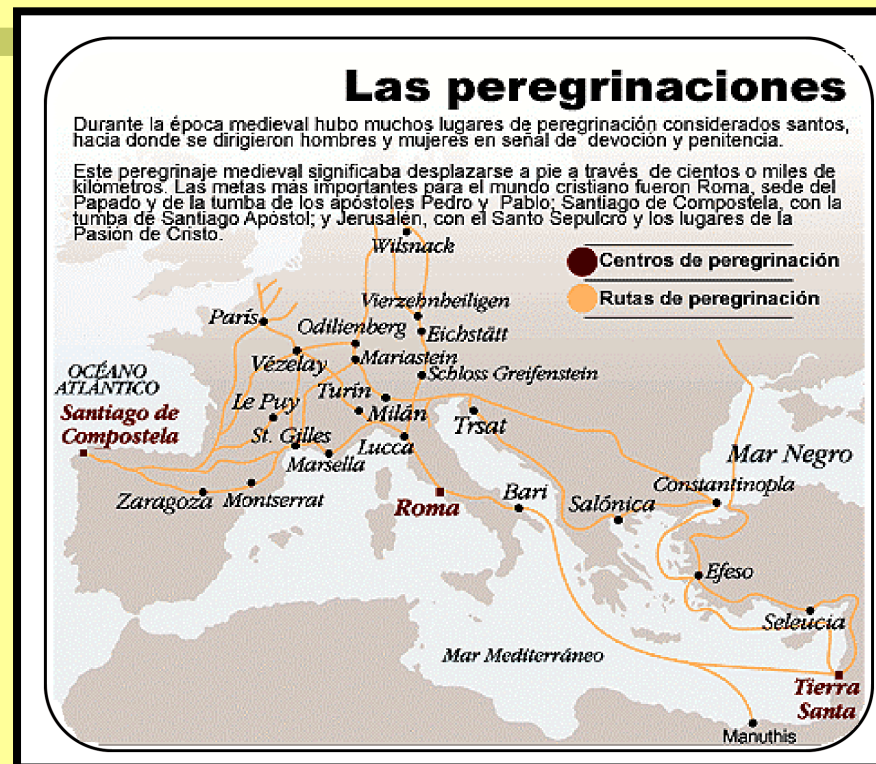 Las peregrinaciones
Durante la época medieval hubo muchos lugares de peregrinación considerados santos,
hacia donde se dirigieron hombres y mujeres en señal de devoción y penitencia.
Este peregrinaje medieval significaba desplazarse a pie a través de cientos o miles de
kilómetros. Las metas más importantes para el mundo cristiano fueron Roma, sede del
Papado y de la tumba de los apóstoles Pedro y Pablo; Santiago de Compostela, con la
tumba de Santiago Apóstol; y Jerusalén, con el Santo Sepulcro y los lugares de la
Pasión de Cristo.
Wilsnack
Centros de peregrinación
Rutas de peregrinación
Vierzehnheiligen
París
Odilienberg
Eichstätt
Vézelay
Mariastein
Schloss Greifenstein
OCÉANO
ATLÁNTICO
Le Puy
Turín
Milán
Trsat
Santiago de
Compostela
St. Gilles
Marsella
Lucca
Mar Negro
Zaragoza
Montserrat
Roma
Bari
Salónica
Constantinopla
Efeso
Seleucia
Mar Mediterráneo
Tierra
Santa
Manuthis